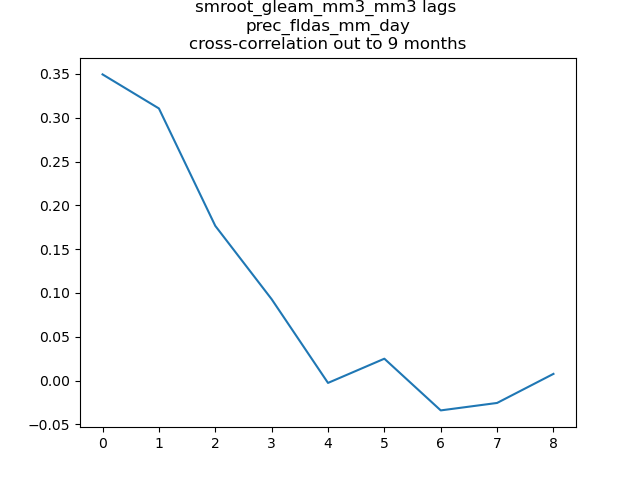 smroot_gleam_mm3_mm3 lags
prec_fldas_mm_day
cross-correlation out to 9 months
0.35
0.30
0.25
0.20
0.15
0.10
0.05
0.00
−0.05
0 1 2 3 4 5 6 7 8